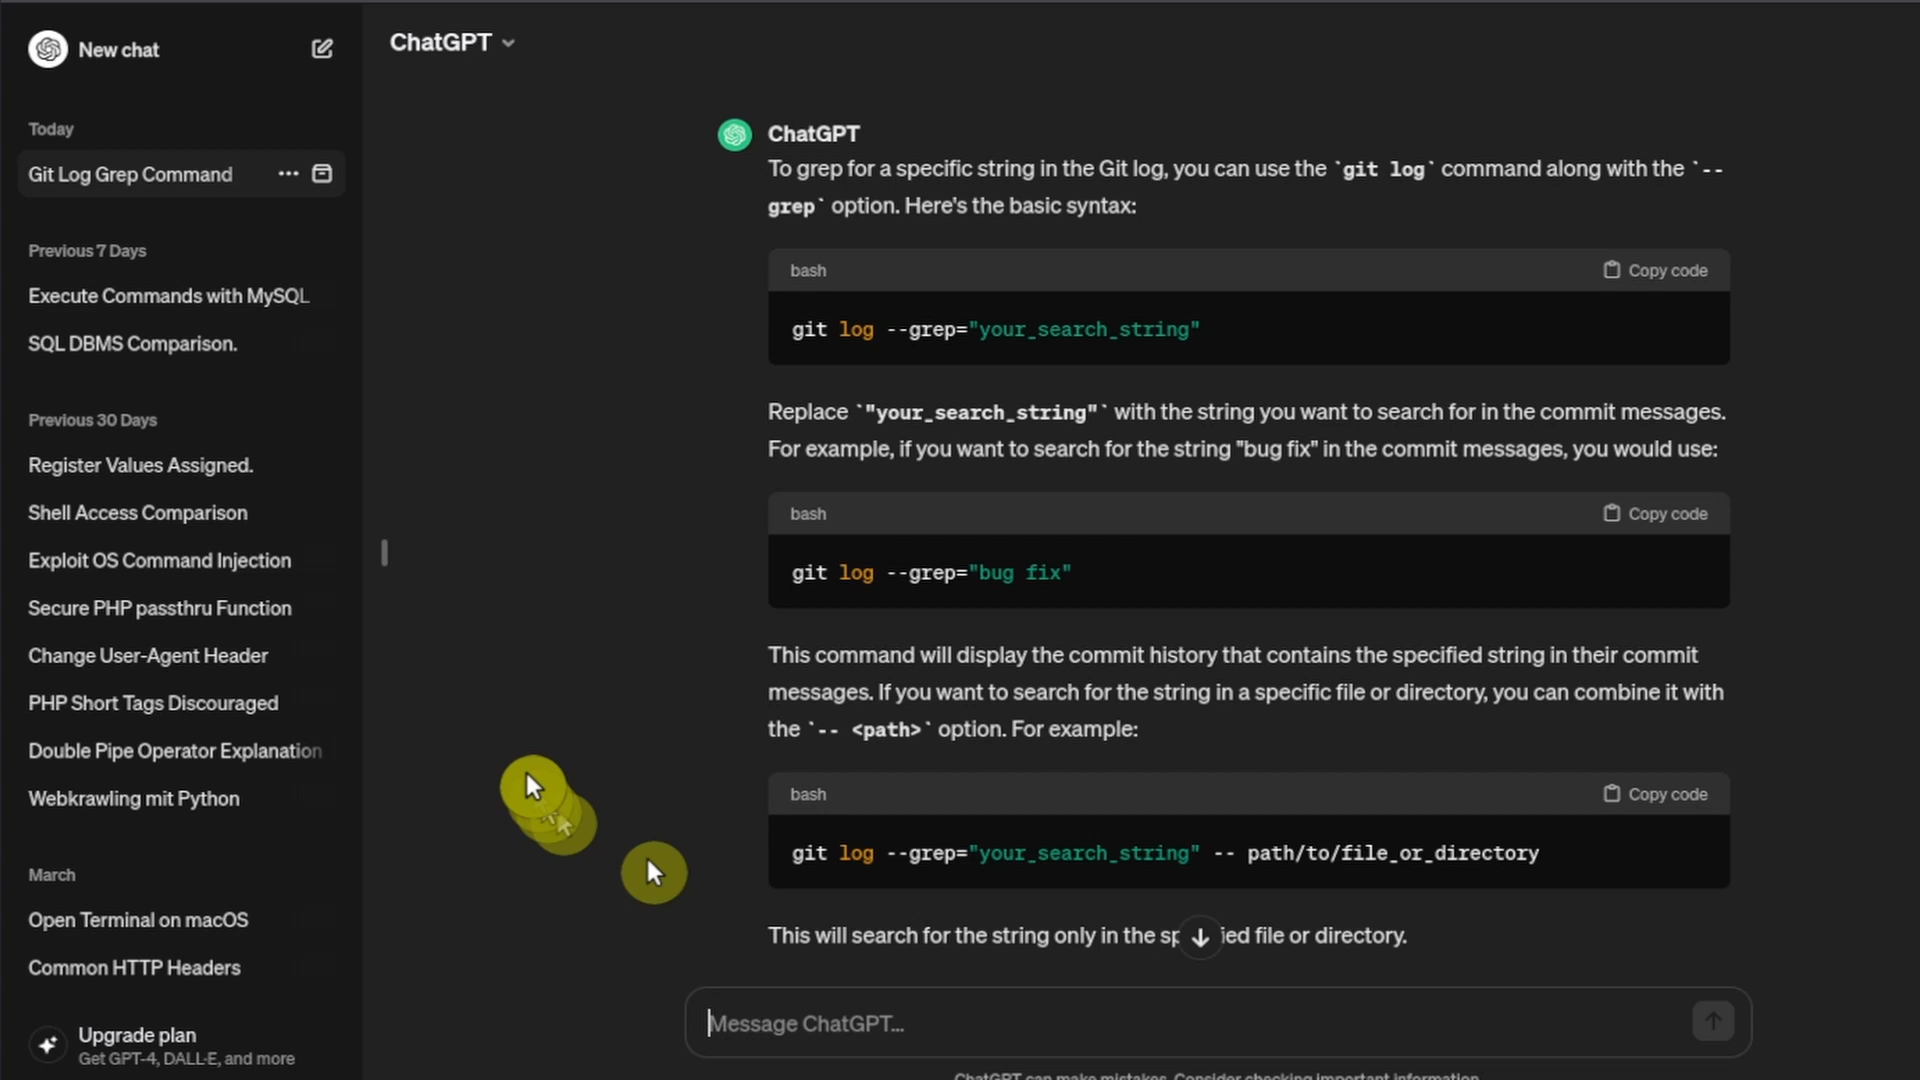 New chat
Today
Git Log Grep Command
Previous 7 Days
Execute Commands with MySQL
SQL DBMS Comparison.
Previous 30 Days
Register Values Assigned.
Shell Access Comparison
Exploit OS Command Injection
Secure PHP passthru Function
Change User-Agent Header
PHP Short Tags Discouraged
Double Pipe Operator Explanation
Webkrawling mit Python
March
Open Terminal on macOS
Common HTTP Headers
Upgrade plan
Get GPT-4, DALL·E, and more
ChatGPT
ChatGPT
To grep for a specific string in the Git log, you can use the `git log` command along with the `--
grep` option. Here's the basic syntax:
bash
Copy code
git log --grep="your_search_string"
Replace `"your_search_string"` with the string you want to search for in the commit messages.
For example, if you want to search for the string "bug fix" in the commit messages, you would use:
bash
Copy code
git log --grep="bug fix"
This command will display the commit history that contains the specified string in their commit
messages. If you want to search for the string in a specific file or directory, you can combine it with
the `-- <path>` option. For example:
bash
Copy code
git log --grep="your_search_string" -- path/to/file_or_directory
This will search for the string only in the file or directory.
Message ChatGPT...
ChatGPT can make mistakes. Consider checking important information.